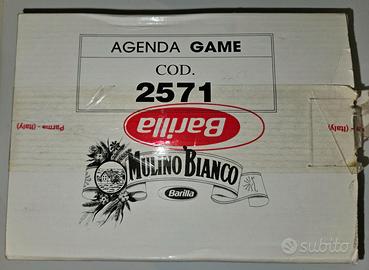 AGENDA GAME
COD.
2571
Parma - (Italy)
Barilla
Parma - (Italy)
MULINO BIANCO
Barilla
subito